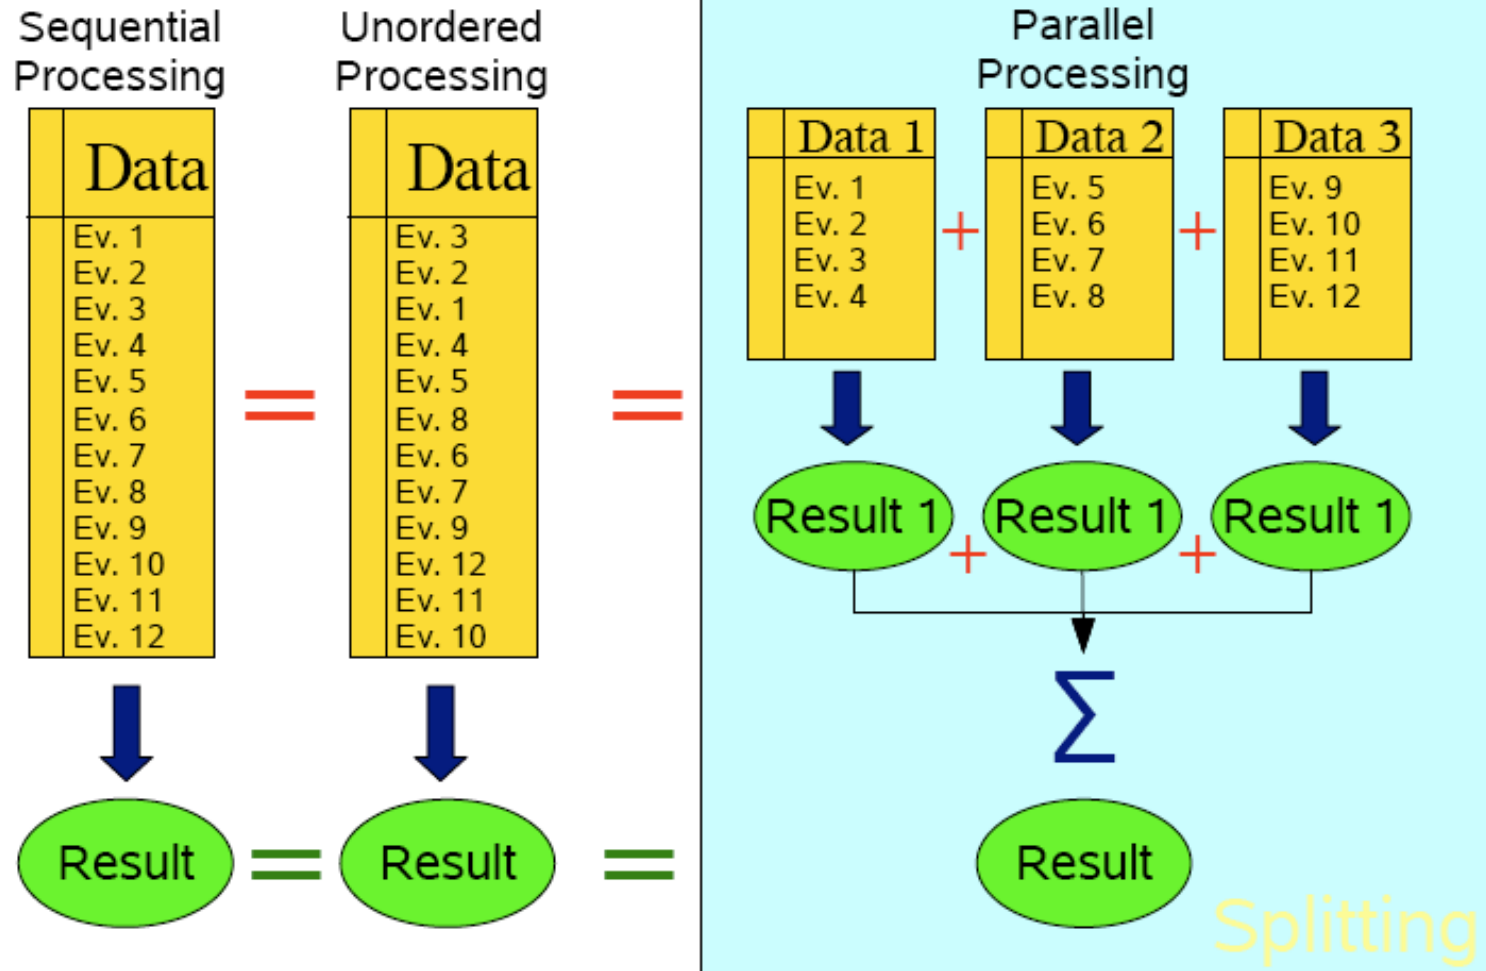 Sequential
Processing
Data
Ev. 1
Ev. 2
Ev. 3
Ev. 4
Ev. 5
Ev. 6
Ev. 7
Ev. 8
Ev. 9
Ev. 10
Ev. 11
Ev. 12
=
Result
=
Unordered
Processing
Data
Ev. 3
Ev. 2
Ev. 1
Ev. 4
Ev. 5
Ev. 8
Ev. 6
Ev. 7
Ev. 9
Ev. 12
Ev. 11
Ev. 10
=
Result
=
Parallel
Processing
Data 1
Ev. 1
Ev. 2
Ev. 3
Ev. 4
+
Data 2
Ev. 5
Ev. 6
Ev. 7
Ev. 8
+
Data 3
Ev. 9
Ev. 10
Ev. 11
Ev. 12
Result 1 + Result 1 + Result 1
Σ
Result
Splitting